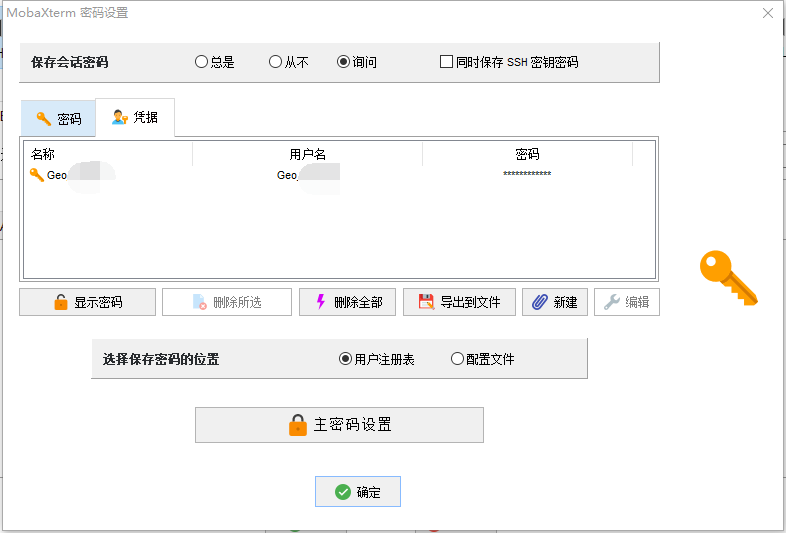 MobaXterm 密码设置
保存会话密码 总是 从不 询问 同时保存 SSH 密钥密码
密码 凭据
名称 用户名 密码
Geo Geo ************
显示密码 删除所选 删除全部 导出到文件 新建 编辑
选择保存密码的位置 用户注册表 配置文件
主密码设置
确定